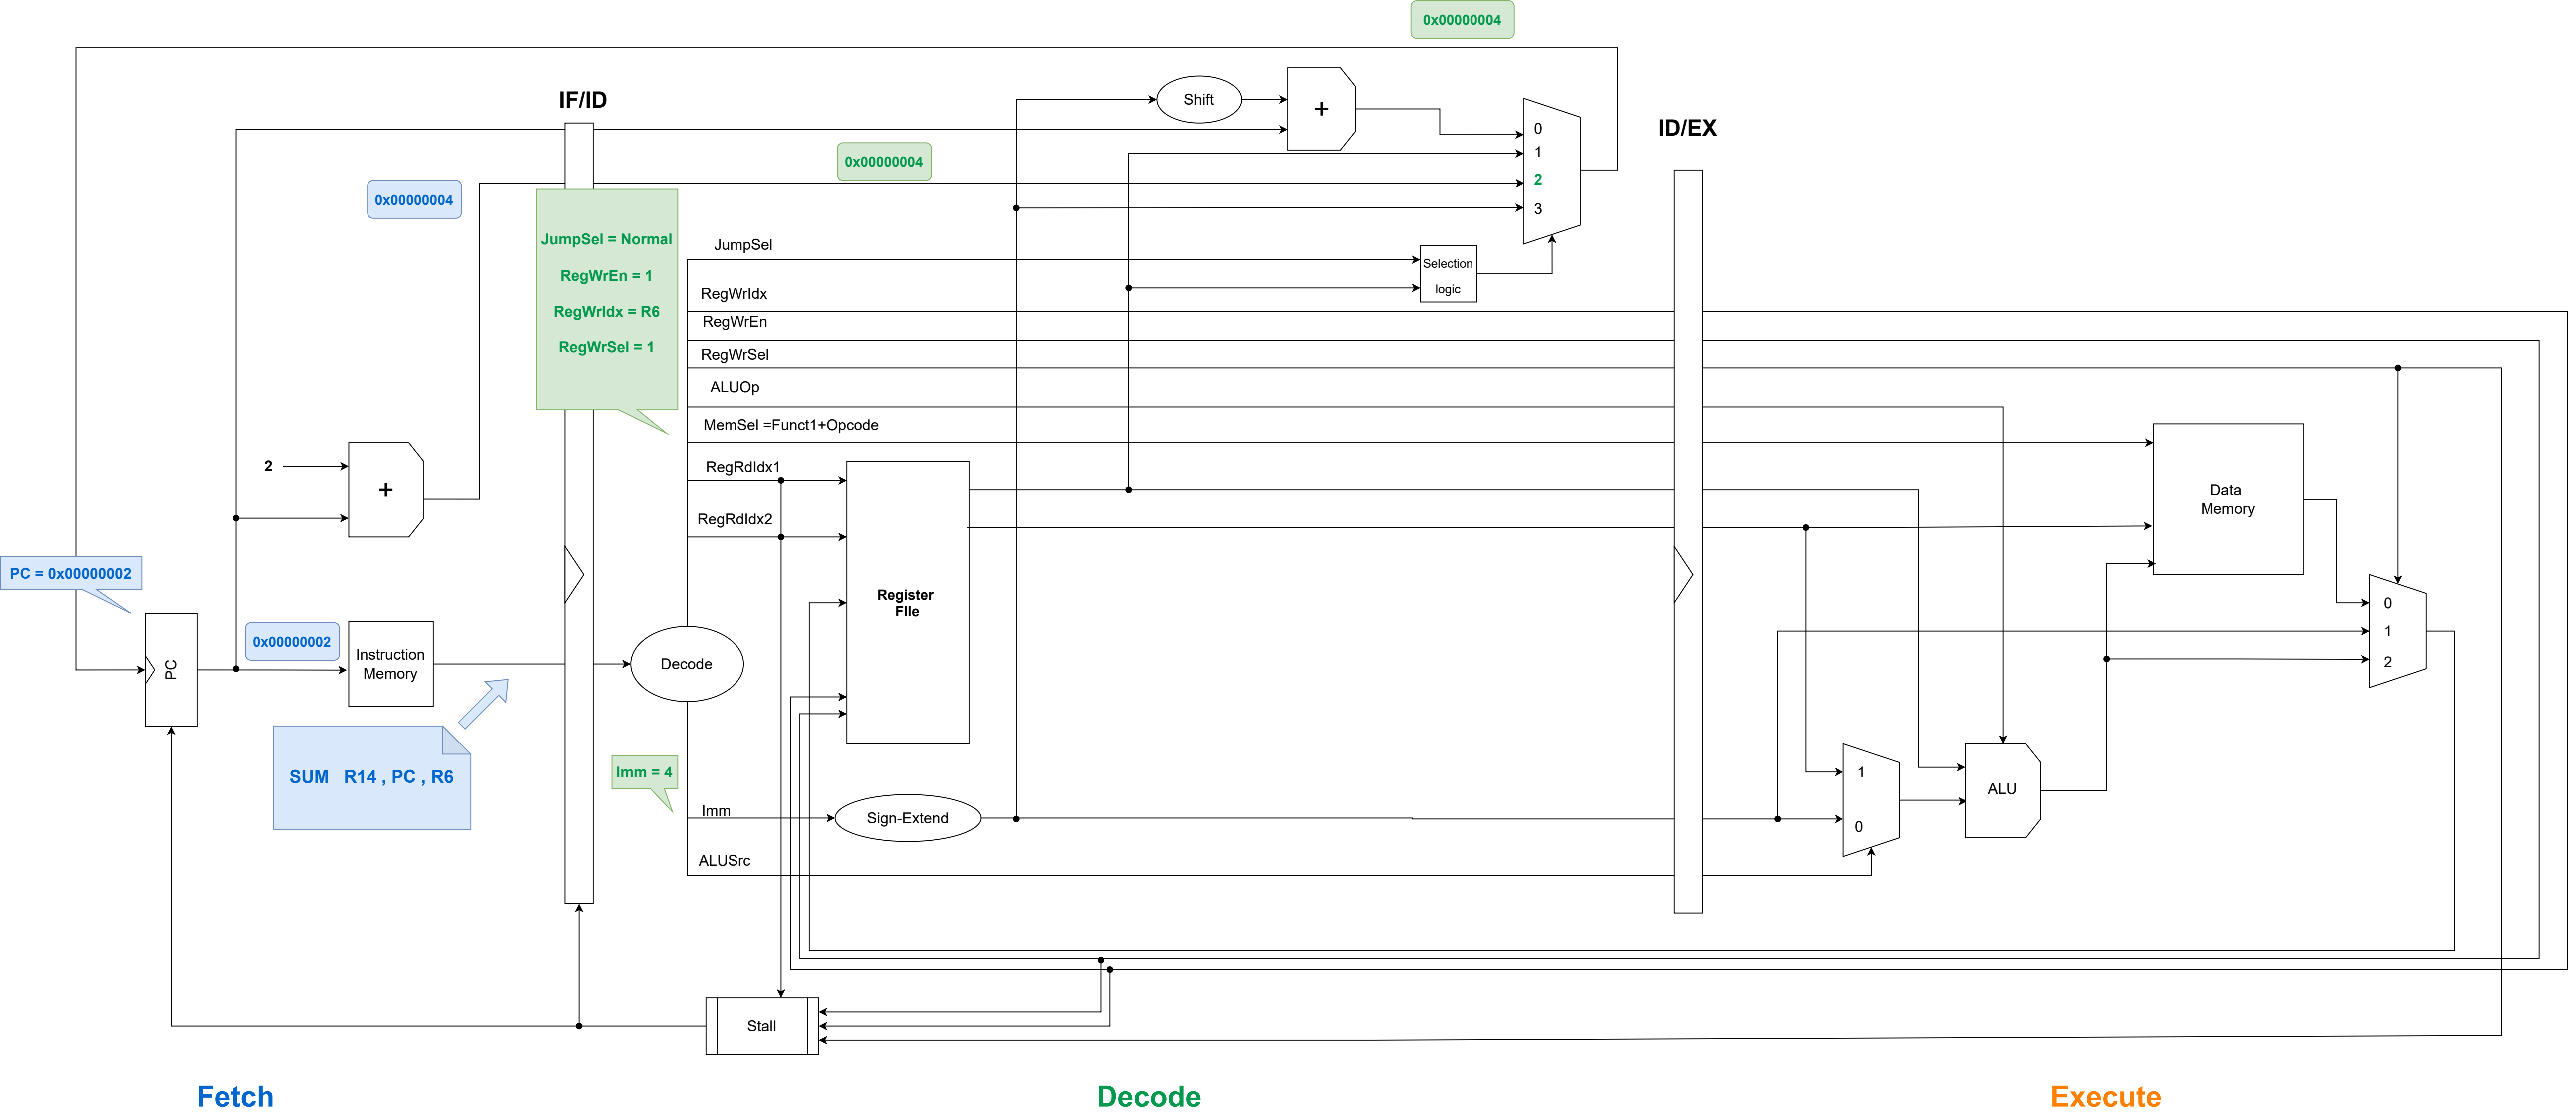 0x00000004
Shift
+
IF/ID
ID/EX
0
1
2
3
0x00000004
0x00000004
JumpSel = Normal
RegWrEn = 1
RegWrIdx = R6
RegWrSel = 1
JumpSel
Selection
logic
RegWrIdx
RegWrEn
RegWrSel
ALUOp
MemSel =Funct1+Opcode
RegRdIdx1
RegRdIdx2
2
+
Data
Memory
PC = 0x00000002
Register
FIle
0
1
2
0x00000002
PC
Instruction
Memory
Decode
SUM R14 , PC , R6
Imm = 4
Imm
Sign-Extend
1
0
ALU
ALUSrc
Stall
Fetch
Decode
Execute